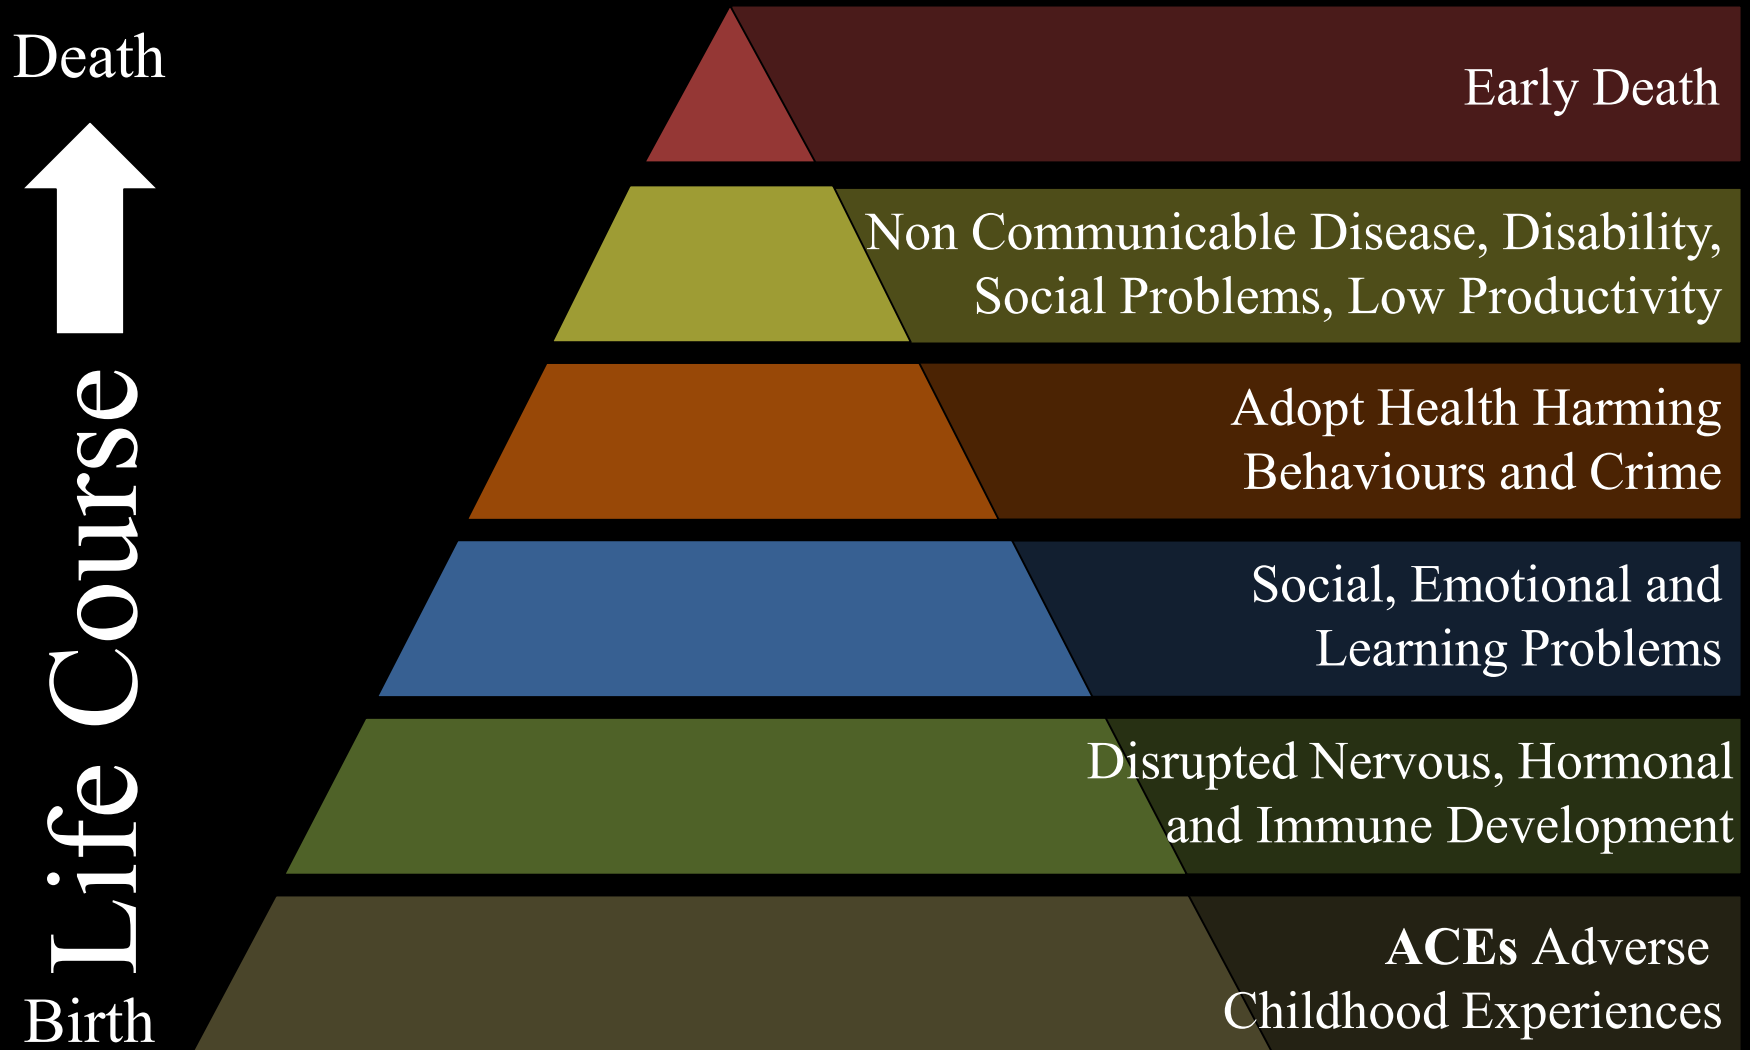 Death
Life Course
Birth
Early Death
Non Communicable Disease, Disability,
Social Problems, Low Productivity
Adopt Health Harming
Behaviours and Crime
Social, Emotional and
Learning Problems
Disrupted Nervous, Hormonal
and Immune Development
ACEs Adverse
Childhood Experiences